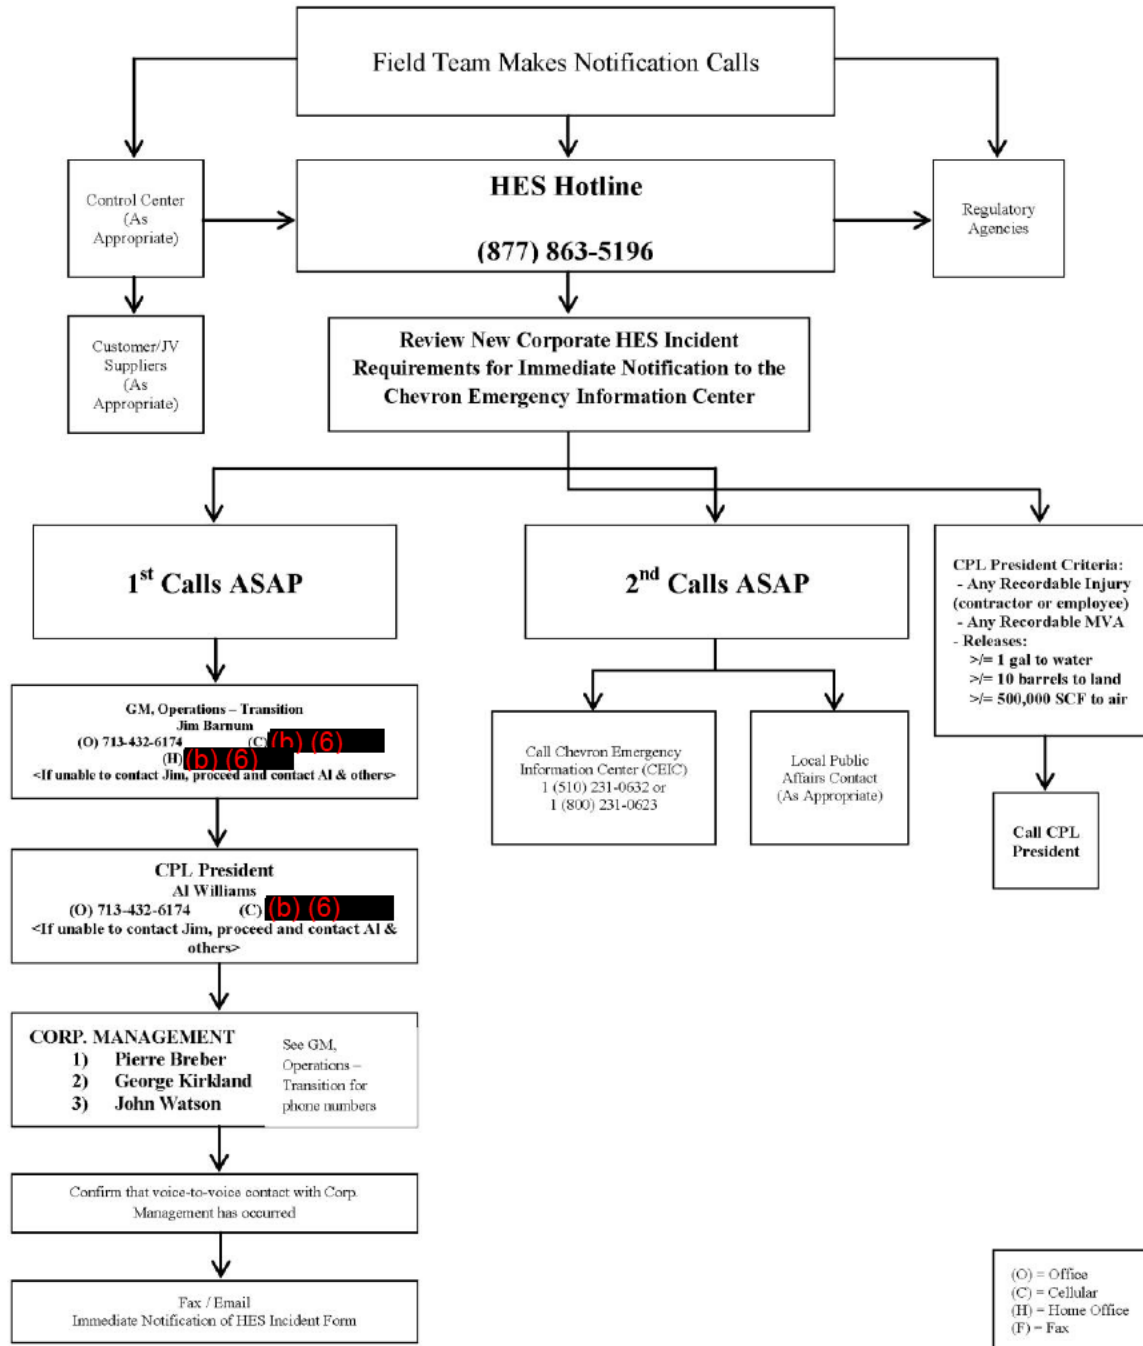 Field Team Makes Notification Calls
Control Center
(As
Appropriate)
HES Hotline
(877) 863-5196
Regulatory
Agencies
Customer/JV
Suppliers
(As
Appropriate)
Review New Corporate HES Incident
Requirements for Immediate Notification to the
Chevron Emergency Information Center
1st Calls ASAP
2nd Calls ASAP
CPL President Criteria:
- Any Recordable Injury
(contractor or employee)
- Any Recordable MVA
- Releases:
>/= 1 gal to water
>/= 10 barrels to land
>/= 500,000 SCF to air
GM, Operations – Transition
Jim Barnum
(O) 713-432-6174 (C) (b) (6)
(H) (b) (6)
<If unable to contact Jim, proceed and contact Al & others>
Call Chevron Emergency
Information Center (CEIC)
1 (510) 231-0632 or
1 (800) 231-0623
Local Public
Affairs Contact
(As Appropriate)
Call CPL
President
CPL President
Al Williams
(O) 713-432-6174 (C) (b) (6)
<If unable to contact Jim, proceed and contact Al &
others>
CORP. MANAGEMENT
1) Pierre Breber
2) George Kirkland
3) John Watson
See GM,
Operations –
Transition for
phone numbers
Confirm that voice-to-voice contact with Corp.
Management has occurred
Fax / Email
Immediate Notification of HES Incident Form
(O) = Office
(C) = Cellular
(H) = Home Office
(F) = Fax